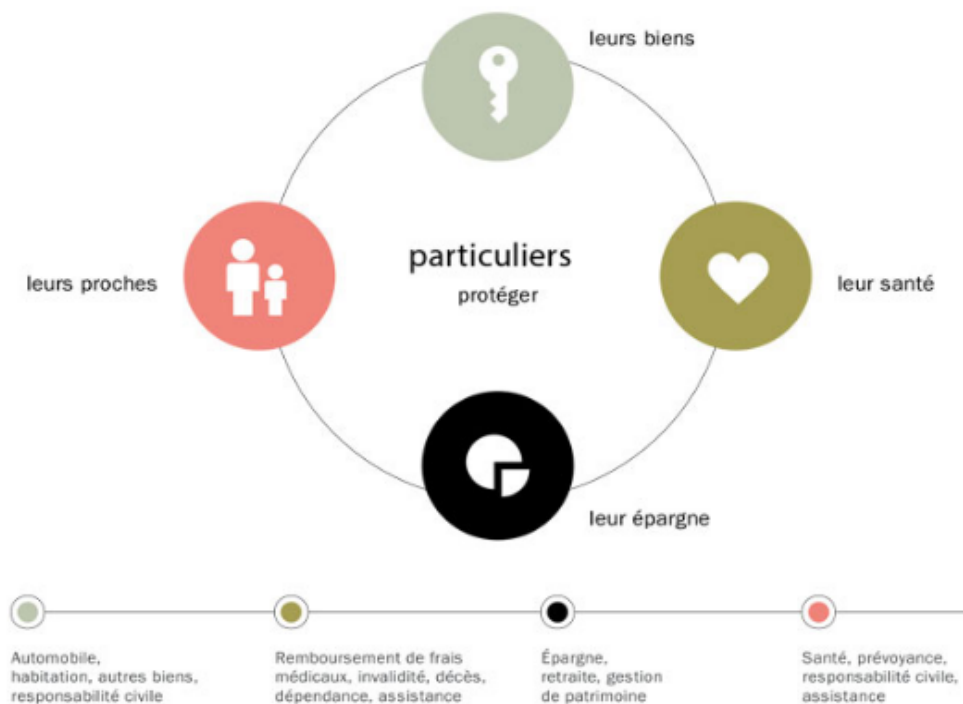 leurs biens
leurs proches
particuliers
protéger
leur santé
leur épargne
Automobile,
habitation, autres biens,
responsabilité civile
Remboursement de frais
médicaux, invalidité, décès,
dépendance, assistance
Épargne,
retraite, gestion
de patrimoine
Santé, prévoyance,
responsabilité civile,
assistance